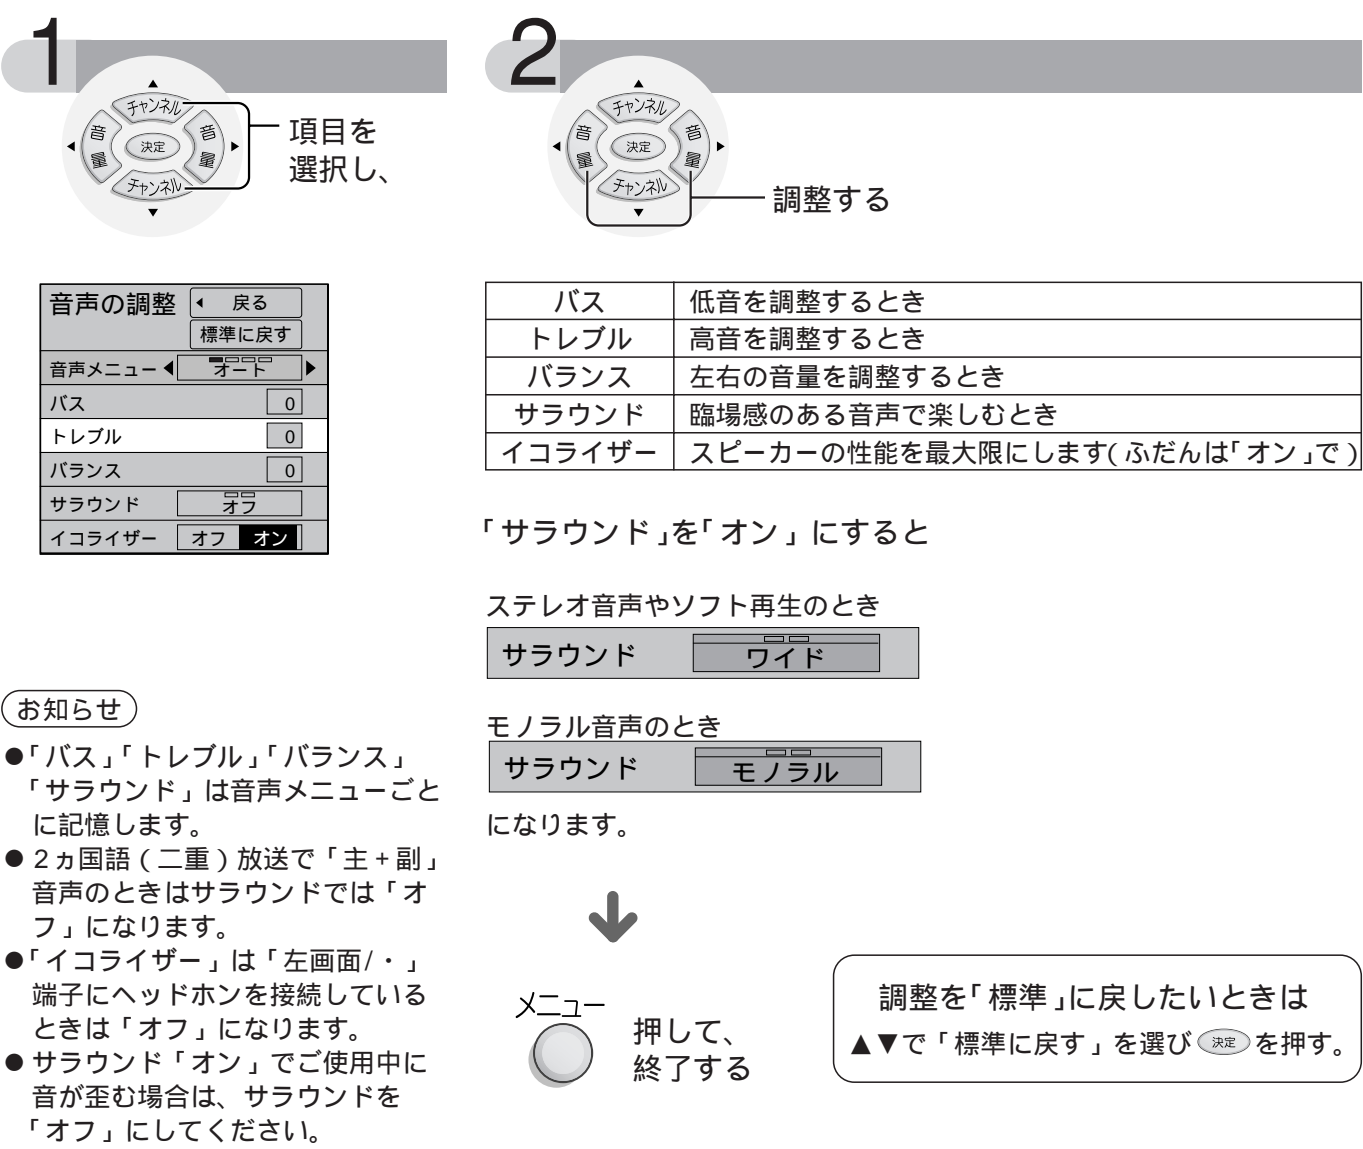 1
チャンネル
音量
決定
音量
チャンネル
項目を
選択し、
音声の調整
戻る
標準に戻す
音声メニュー
オート
バス 0
トレブル 0
バランス 0
サラウンド オフ
イコライザー オフ オン
お知らせ
●「バス」「トレブル」「バランス」
「サラウンド」は音声メニューごと
に記憶します。
●2ヵ国語(二重)放送で「主+副」
音声のときはサラウンドでは「オ
フ」になります。
●「イコライザー」は「左画面/・」
端子にヘッドホンを接続している
ときは「オフ」になります。
●サラウンド「オン」でご使用中に
音が歪む場合は、サラウンドを
「オフ」にしてください。
2
チャンネル
音量
決定
音量
チャンネル
調整する
バス 低音を調整するとき
トレブル 高音を調整するとき
バランス 左右の音量を調整するとき
サラウンド 臨場感のある音声で楽しむとき
イコライザー スピーカーの性能を最大限にします(ふだんは「オン」で)
「サラウンド」を「オン」にすると
ステレオ音声やソフト再生のとき
サラウンド ワイド
モノラル音声のとき
サラウンド モノラル
になります。
メニュー
押して、
終了する
調整を「標準」に戻したいときは
▲▼で「標準に戻す」を選び 決定 を押す。